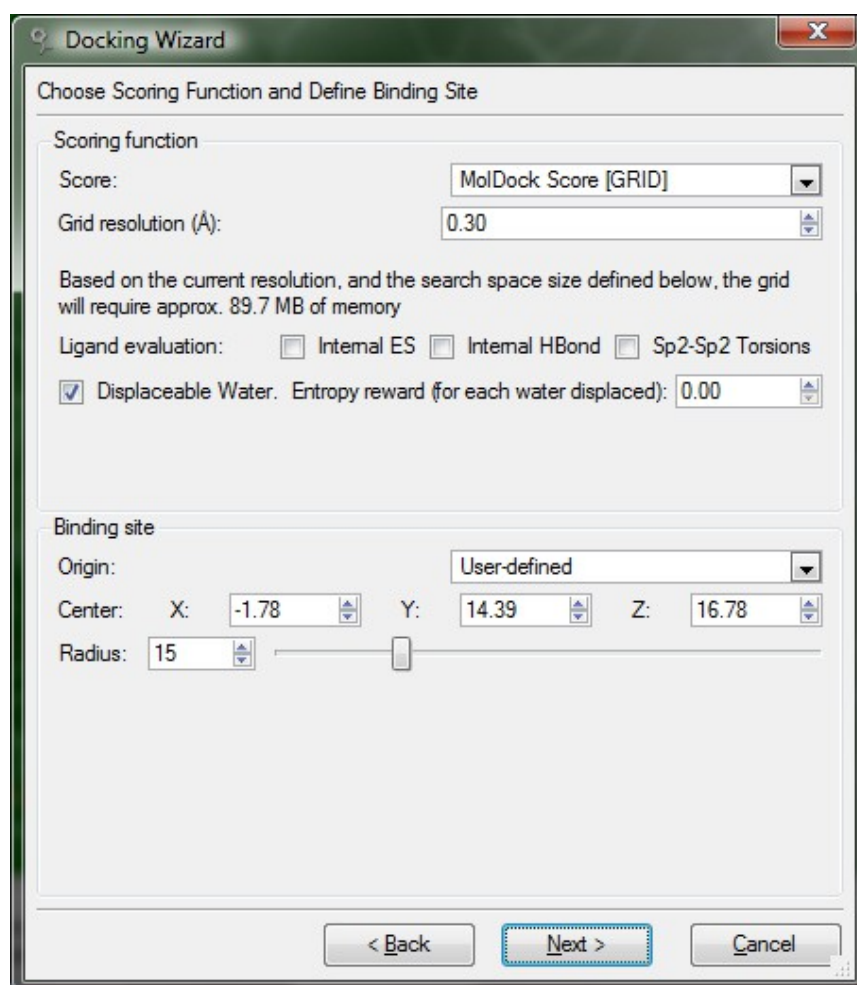 Docking Wizard
Choose Scoring Function and Define Binding Site
Scoring function
Score: MolDock Score [GRID]
Grid resolution (Å): 0.30
Based on the current resolution, and the search space size defined below, the grid
will require approx. 89.7 MB of memory
Ligand evaluation: Internal ES Internal HBond Sp2-Sp2 Torsions
Displaceable Water. Entropy reward (for each water displaced): 0.00
Binding site
Origin: User-defined
Center: X: -1.78 Y: 14.39 Z: 16.78
Radius: 15
< Back Next > Cancel